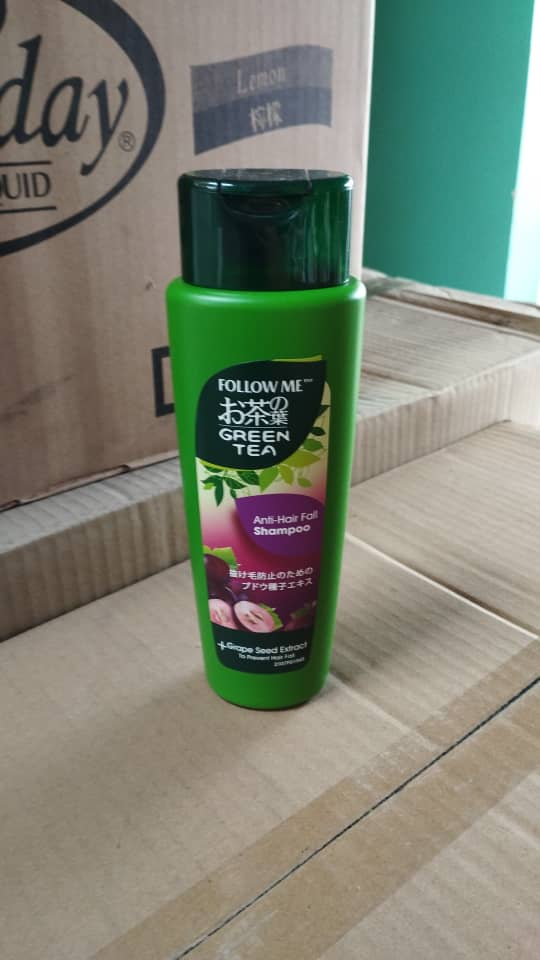 day®
QUID
Lemon
柠檬
FOLLOW ME™
お茶の葉
GREEN
TEA
Anti-Hair Fall
Shampoo
抜け毛防止のための
ブドウ種子エキス
+Grape Seed Extract
To Prevent Hair Fall